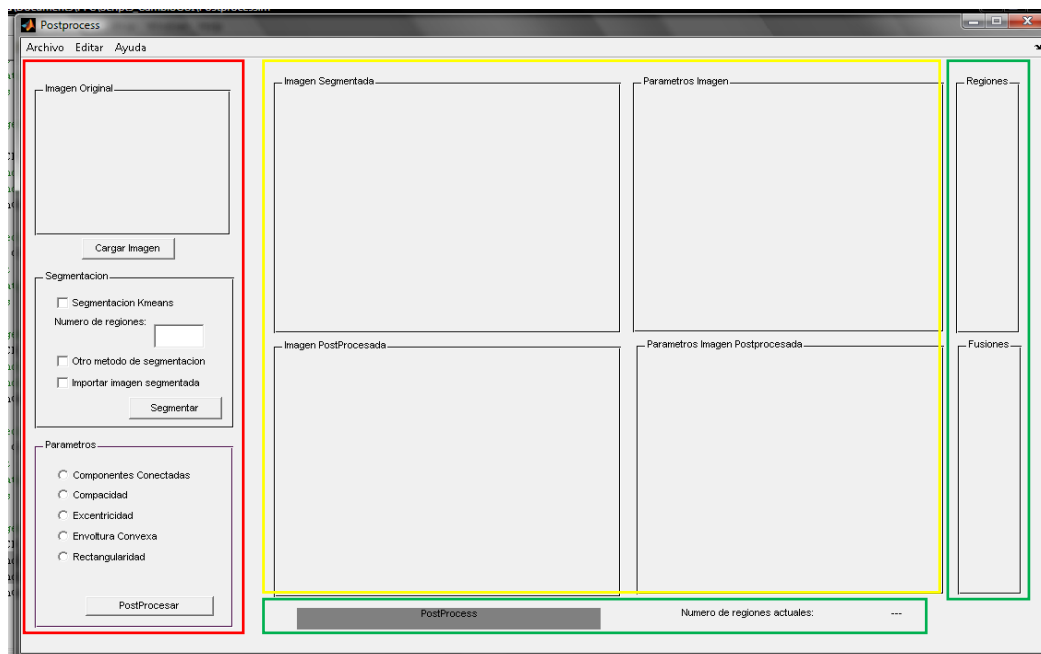 Postprocess
Archivo Editar Ayuda
Imagen Original
Cargar Imagen
Segmentacion
Segmentacion Kmeans
Numero de regiones:
Otro metodo de segmentacion
Importar imagen segmentada
Segmentar
Parametros
Componentes Conectadas
Compacidad
Excentricidad
Envoltura Convexa
Rectangularidad
PostProcesar
Imagen Segmentada
Parametros Imagen
Regiones
Imagen PostProcesada
Parametros Imagen Postprocesada
Fusiones
PostProcess
Numero de regiones actuales: ---